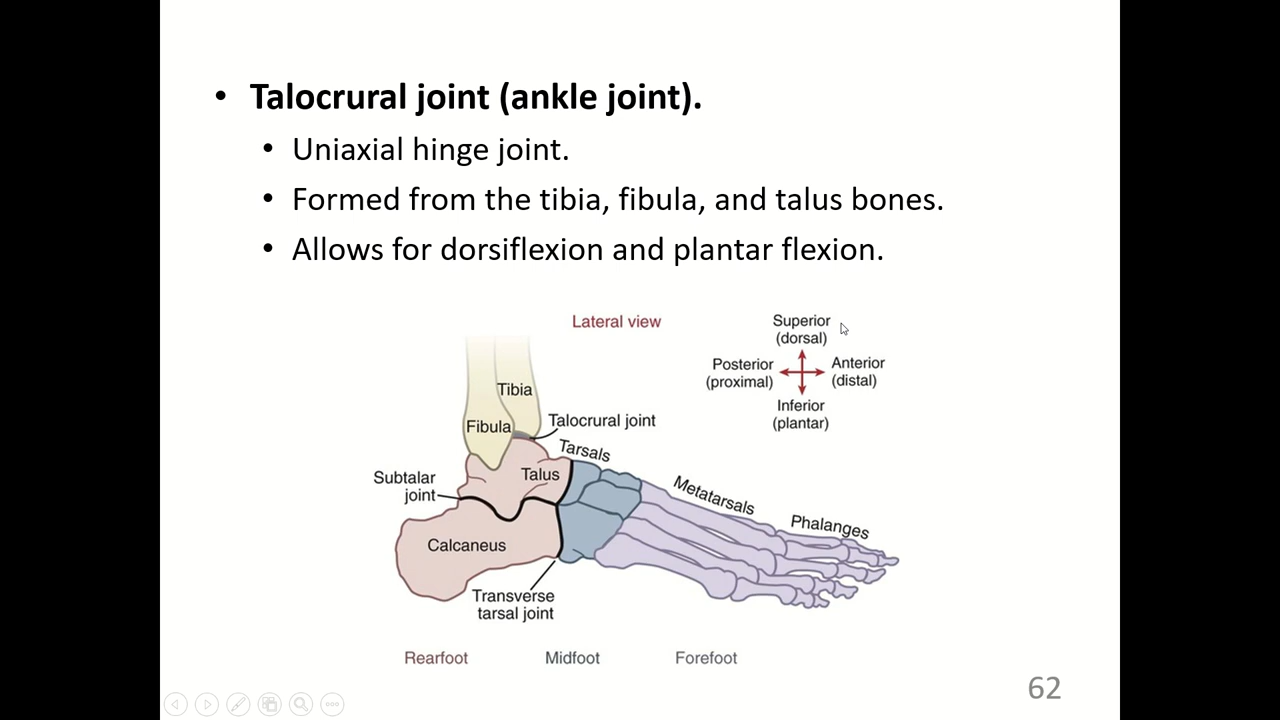 • Talocrural joint (ankle joint).
• Uniaxial hinge joint.
• Formed from the tibia, fibula, and talus bones.
• Allows for dorsiflexion and plantar flexion.
Lateral view
Superior
(dorsal)
Posterior
(proximal)
Anterior
(distal)
Inferior
(plantar)
Tibia
Fibula
Talocrural joint
Tarsals
Subtalar
joint
Talus
Metatarsals
Phalanges
Calcaneus
Transverse
tarsal joint
Rearfoot
Midfoot
Forefoot
62